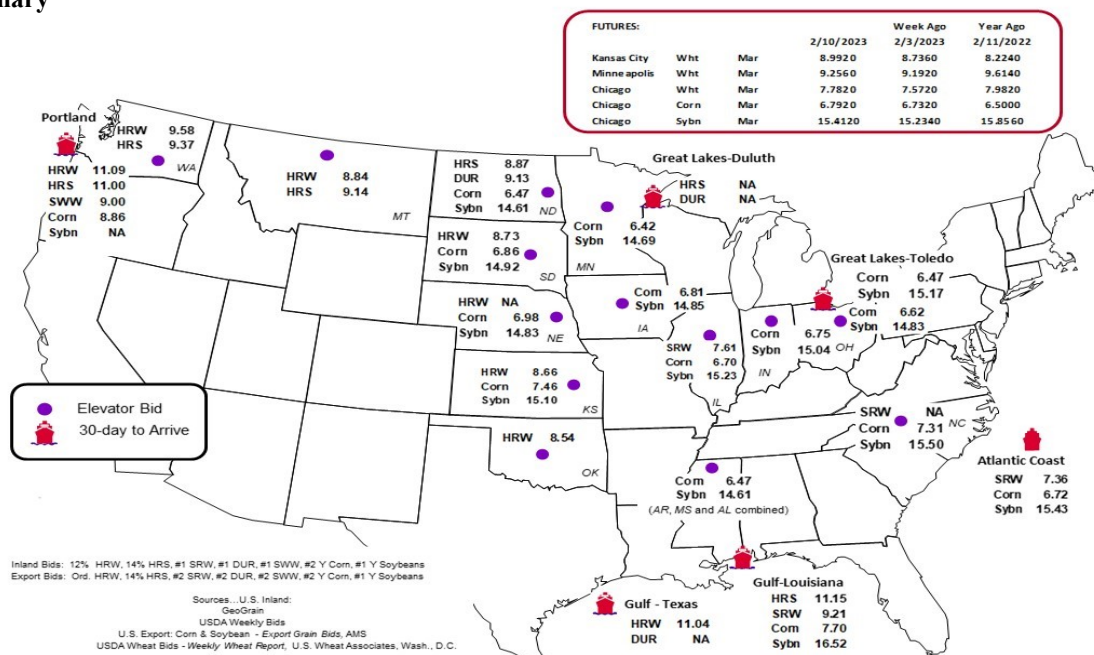 nary
FUTURES: Week Ago Year Ago
2/10/2023 2/3/2023 2/11/2022
Kansas City Wht Mar 8.9920 8.7360 8.2240
Minneapolis Wht Mar 9.2560 9.1920 9.6140
Chicago Wht Mar 7.7820 7.5720 7.9820
Chicago Corn Mar 6.7920 6.7320 6.5000
Chicago Sybn Mar 15.4120 15.2340 15.8560
Portland
HRW 11.09
HRS 11.00
SWW 9.00
Corn 8.86
Sybn NA
HRW 9.58
HRS 9.37
WA
HRW 8.84
HRS 9.14
MT
HRS 8.87
DUR 9.13
Corn 6.47
Sybn 14.61
ND
HRW 8.73
Corn 6.86
Sybn 14.92
SD
HRW NA
Corn 6.98
Sybn 14.83
NE
HRW 8.66
Corn 7.46
Sybn 15.10
KS
HRW 8.54
OK
Corn 6.42
Sybn 14.69
MN
Great Lakes-Duluth
HRS NA
DUR NA
Corn 6.81
Sybn 14.85
IA
SRW 7.61
Corn 6.70
Sybn 15.23
IL
Great Lakes-Toledo
Corn 6.47
Sybn 15.17
Corn 6.62
Sybn 14.83
OH
Corn 6.75
Sybn 15.04
IN
SRW NA
Corn 7.31
Sybn 15.50
NC
Atlantic Coast
SRW 7.36
Corn 6.72
Sybn 15.43
Corn 6.47
Sybn 14.61
(AR, MS and AL combined)
Gulf-Louisiana
HRS 11.15
SRW 9.21
Corn 7.70
Sybn 16.52
Gulf - Texas
HRW 11.04
DUR NA
Elevator Bid
30-day to Arrive
Inland Bids: 12% HRW, 14% HRS, #1 SRW, #1 DUR, #1 SWW, #2 Y Corn, #1 Y Soybeans
Export Bids: Ord. HRW, 14% HRS, #2 SRW, #2 DUR, #2 SWW, #2 Y Corn, #1 Y Soybeans
Sources...U.S. Inland:
GeoGrain
USDA Weekly Bids
U.S. Export: Corn & Soybean - Export Grain Bids, AMS
USDA Wheat Bids - Weekly Wheat Report, U.S. Wheat Associates, Wash., D.C.